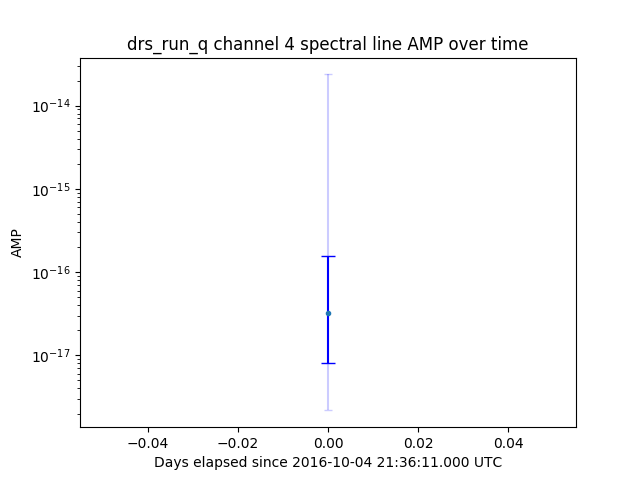 drs_run_q channel 4 spectral line AMP over time
AMP
10⁻¹⁴
10⁻¹⁵
10⁻¹⁶
10⁻¹⁷
−0.04 −0.02 0.00 0.02 0.04
Days elapsed since 2016-10-04 21:36:11.000 UTC